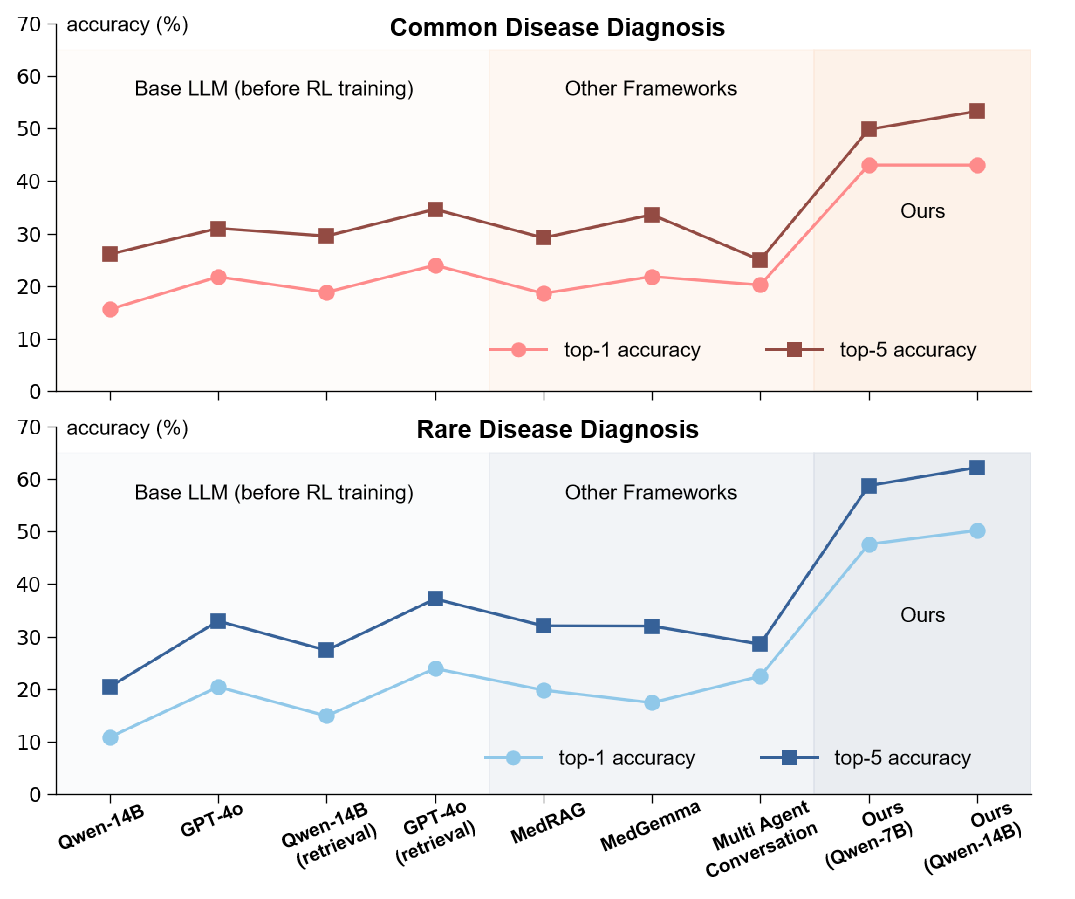 70
accuracy (%)
Common Disease Diagnosis
60
Base LLM (before RL training)
Other Frameworks
50
40
Ours
30
20
10
top-1 accuracy
top-5 accuracy
0
70
accuracy (%)
Rare Disease Diagnosis
60
Base LLM (before RL training)
Other Frameworks
50
40
Ours
30
20
10
top-1 accuracy
top-5 accuracy
0
Qwen-14B
GPT-4o
Qwen-14B
(retrieval)
GPT-4o
(retrieval)
MedRAG
MedGemma
Multi Agent
Conversation
Ours
(Qwen-7B)
Ours
(Qwen-14B)